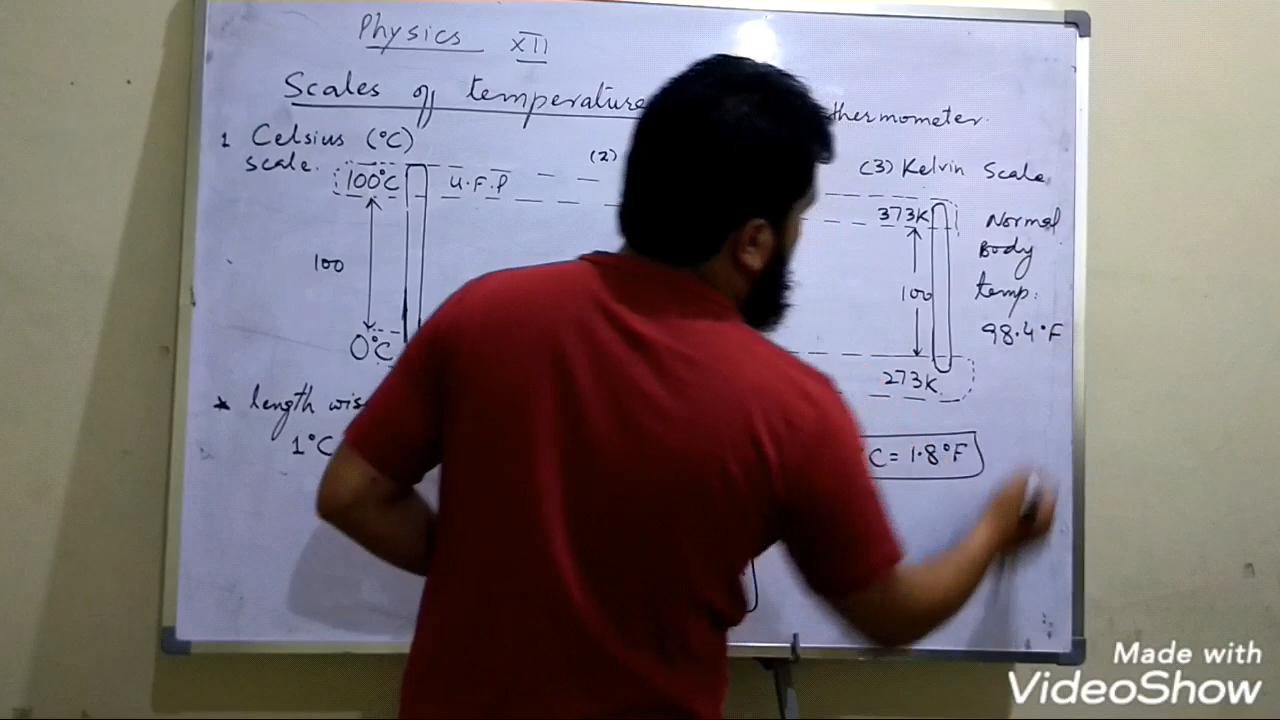 Physics XII
Scales of temperature thermometer.
1 Celsius (°C)
scale.
100°C U.F.P
100
0°C
(2)
(3) Kelvin Scale
373K
100
273K
Normal
Body
temp:
98.4°F
* length wis
1°C
C = 1.8°F
Made with
VideoShow